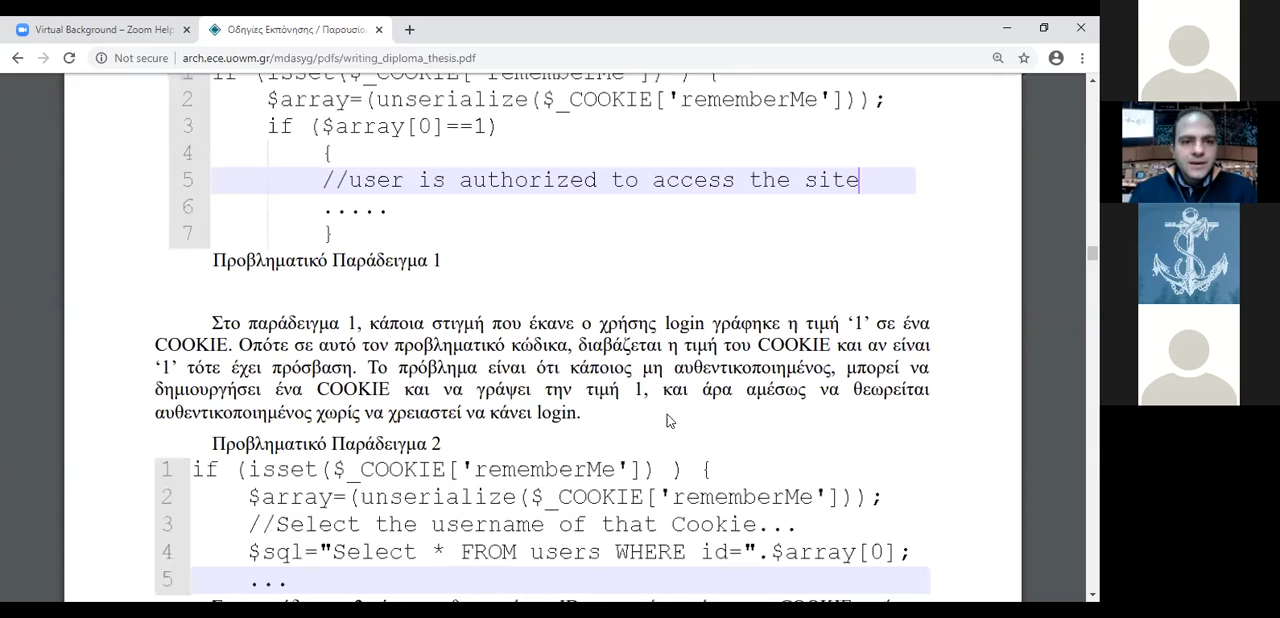 Virtual Background – Zoom Help
Οδηγίες Εκπόνησης / Παρουσίο
Not secure
arch.ece.uowm.gr/mdasyg/pdfs/writing_diploma_thesis.pdf
1 if (isset($_COOKIE['rememberMe']) ) {
2 $array=(unserialize($_COOKIE['rememberMe']));
3 if ($array[0]==1)
4 {
5 //user is authorized to access the site
6 .....
7 }
Προβληματικό Παράδειγμα 1
Στο παράδειγμα 1, κάποια στιγμή που έκανε ο χρήσης login γράφηκε η τιμή ‘1’ σε ένα
COOKIE. Οπότε σε αυτό τον προβληματικό κώδικα, διαβάζεται η τιμή του COOKIE και αν είναι
‘1’ τότε έχει πρόσβαση. Το πρόβλημα είναι ότι κάποιος μη αυθεντικοποιημένος, μπορεί να
δημιουργήσει ένα COOKIE και να γράψει την τιμή 1, και άρα αμέσως να θεωρείται
αυθεντικοποιημένος χωρίς να χρειαστεί να κάνει login.
Προβληματικό Παράδειγμα 2
1 if (isset($_COOKIE['rememberMe']) ) {
2 $array=(unserialize($_COOKIE['rememberMe']));
3 //Select the username of that Cookie...
4 $sql="Select * FROM users WHERE id=".$array[0];
5 ...